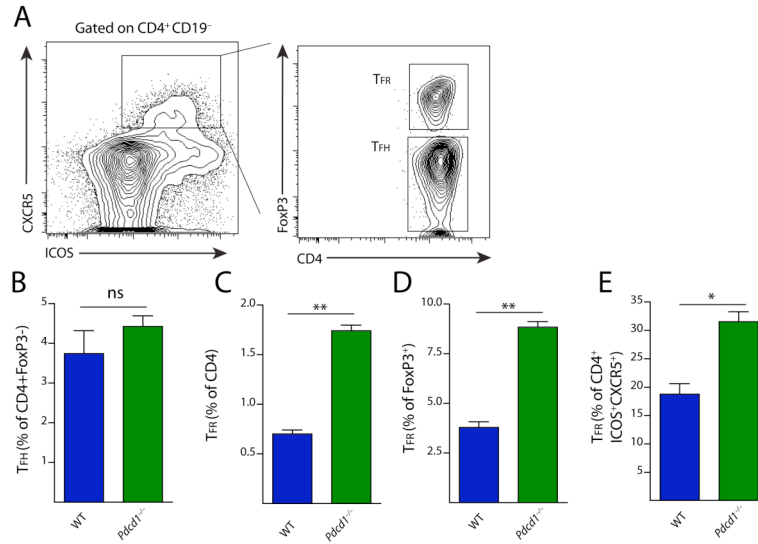 A
Gated on CD4⁺ CD19⁻
CXCR5
ICOS
FoxP3
TFR
TFH
CD4
B
TFH (% of CD4+FoxP3-)
5
4
3
2
1
ns
WT
Pdcd1⁻/⁻
C
TFR (% of CD4)
2.0
1.5
1.0
0.5
**
WT
Pdcd1⁻/⁻
D
TFR (% of FoxP3⁺)
10.0
7.5
5.0
2.5
**
WT
Pdcd1⁻/⁻
E
TFR (% of CD4⁺
ICOS⁺CXCR5⁺)
35
30
25
20
15
10
5
*
WT
Pdcd1⁻/⁻